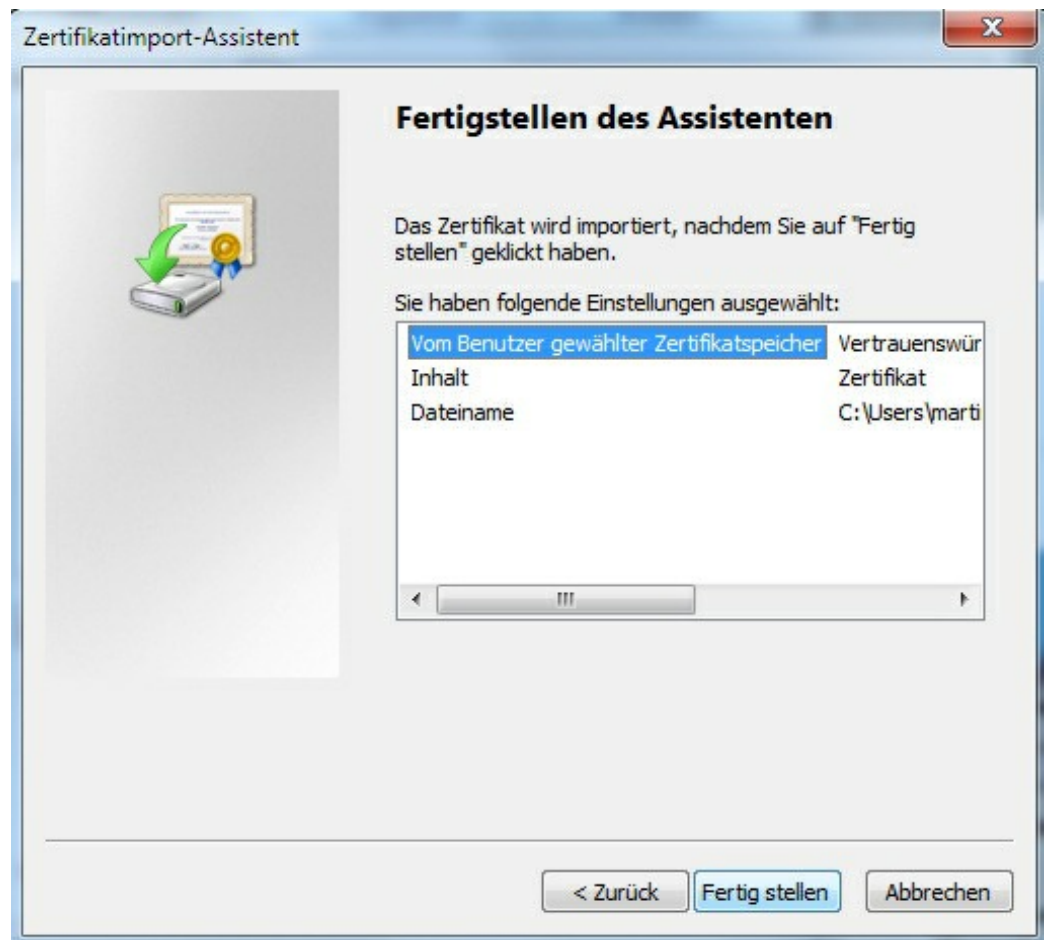 Zertifikatimport-Assistent
Fertigstellen des Assistenten
Das Zertifikat wird importiert, nachdem Sie auf "Fertig
stellen" geklickt haben.
Sie haben folgende Einstellungen ausgewählt:
Vom Benutzer gewählter Zertifikatspeicher Vertrauenswür
Inhalt Zertifikat
Dateiname C:\Users\marti
< Zurück Fertig stellen Abbrechen